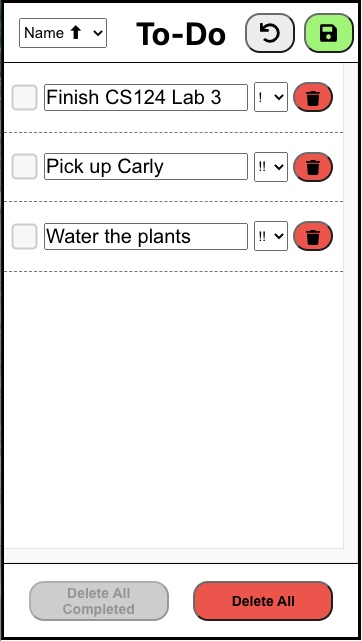 Name ⬆ To-Do
Finish CS124 Lab 3 !
Pick up Carly !!
Water the plants !!
Delete All
Completed
Delete All